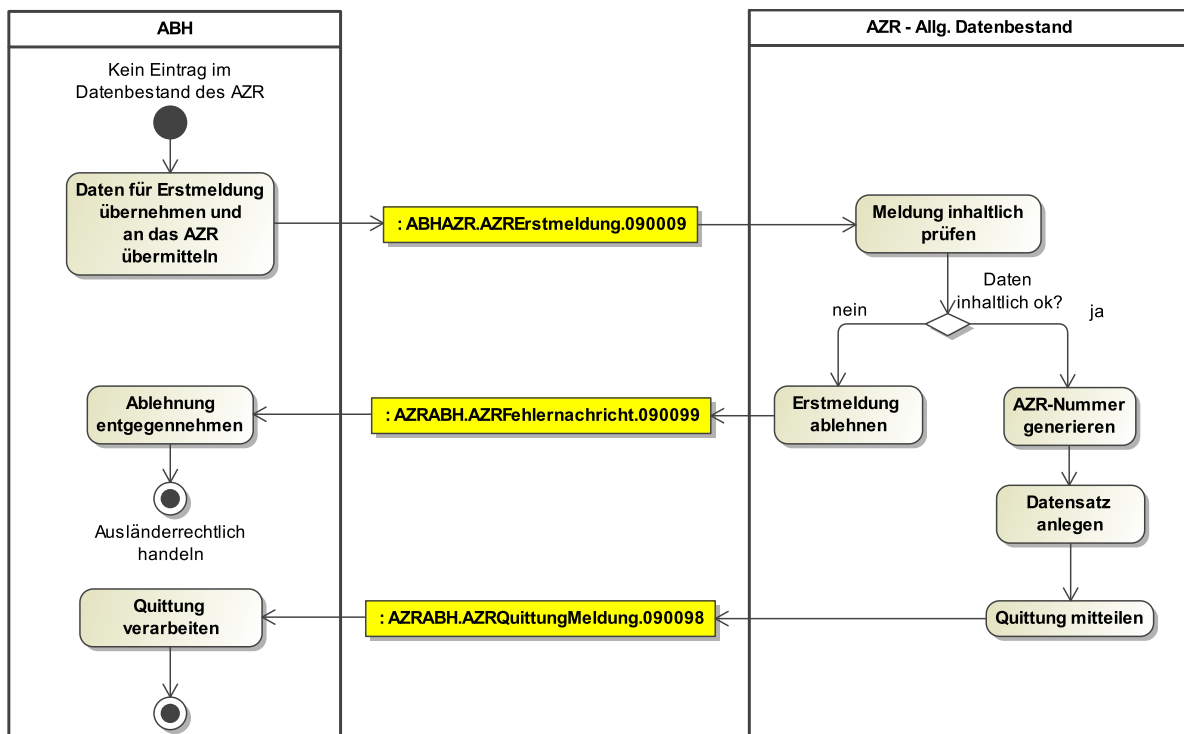 ABH
AZR - Allg. Datenbestand
Kein Eintrag im
Datenbestand des AZR
Daten für Erstmeldung
übernehmen und
an das AZR
übermitteln
: ABHAZR.AZRErstmeldung.090009
Meldung inhaltlich
prüfen
Daten
inhaltlich ok?
nein
ja
Ablehnung
entgegennehmen
: AZRABH.AZRFehlernachricht.090099
Erstmeldung
ablehnen
AZR-Nummer
generieren
Datensatz
anlegen
Ausländerrechtlich
handeln
Quittung
verarbeiten
: AZRABH.AZRQuittungMeldung.090098
Quittung mitteilen